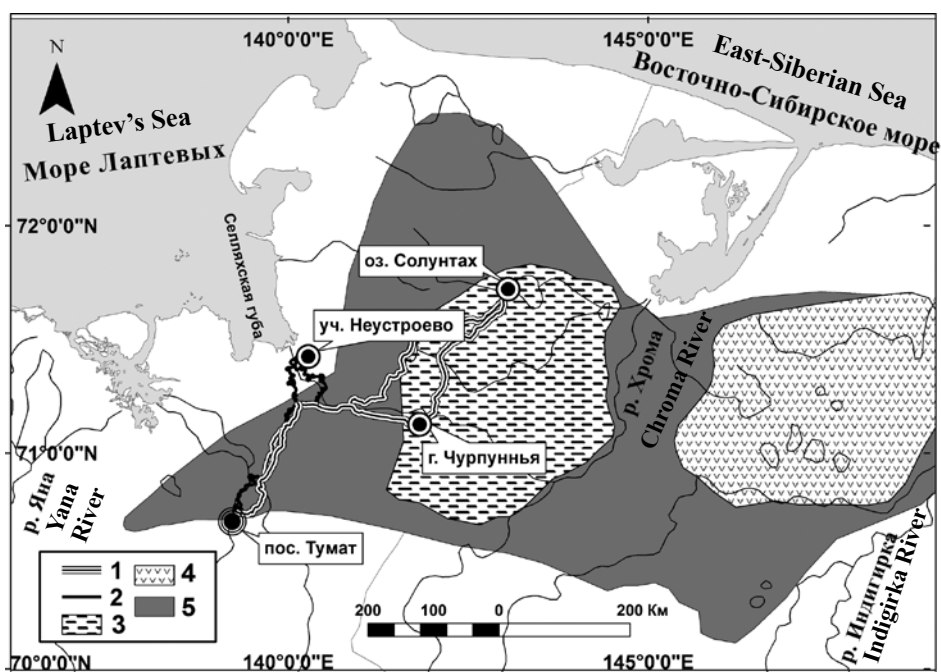 140°0'0"E
145°0'0"E
N
East-Siberian Sea
Восточно-Сибирское море
Laptev's Sea
Море Лаптевых
72°0'0"N
Селляхская губа
оз. Солунтах
уч. Неустроево
р. Хрома
Chroma River
71°0'0"N
г. Чурпуннья
р. Яна
Yana
River
пос. Тумат
1
2
3
4
5
200 100 0 200 Км
р. Индигирка
Indigirka River
70°0'0"N
140°0'0"E
145°0'0"E